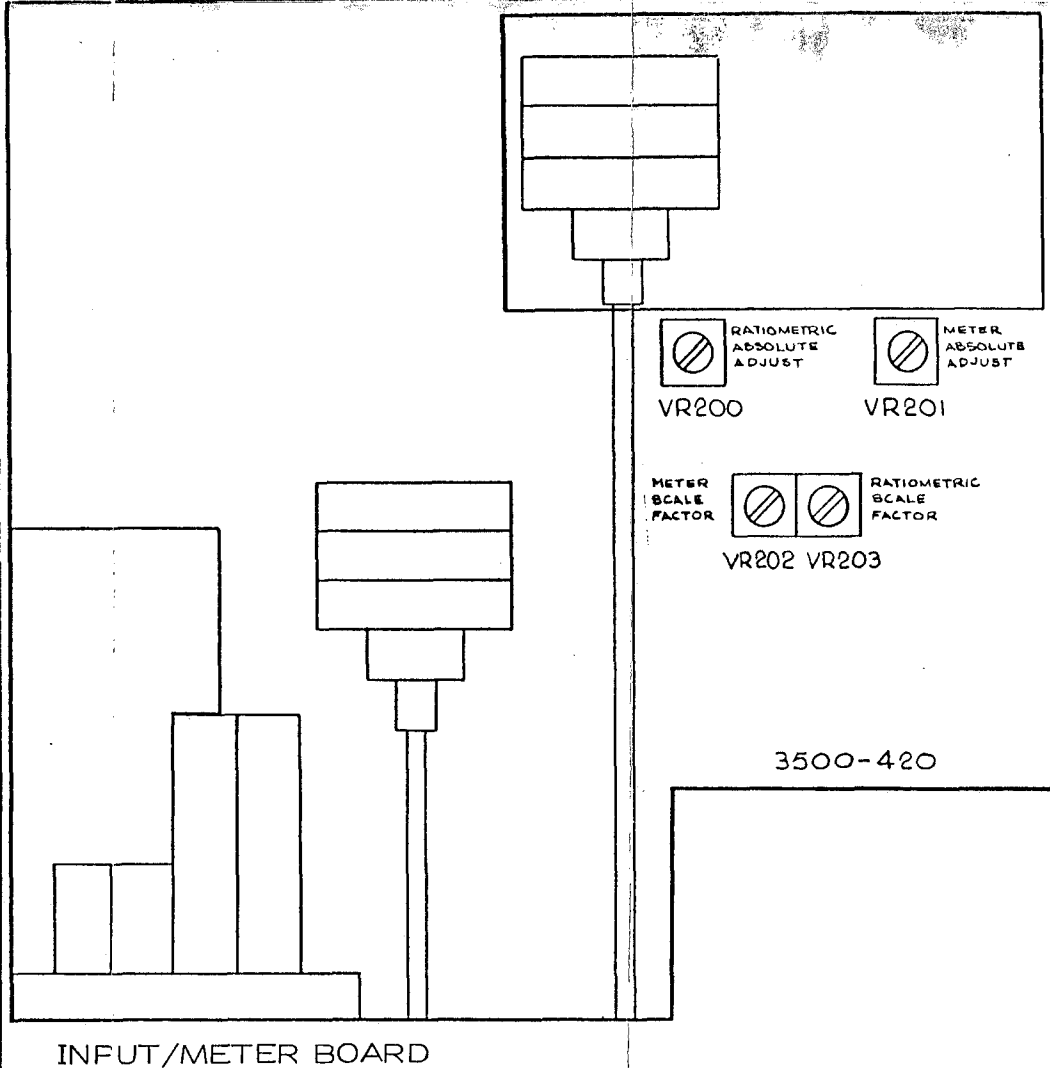 RATIOMETRIC
ABSOLUTE
ADJUST
VR200
METER
ABSOLUTE
ADJUST
VR201
METER
SCALE
FACTOR
RATIOMETRIC
SCALE
FACTOR
VR202 VR203
3500-420
INPUT/METER BOARD